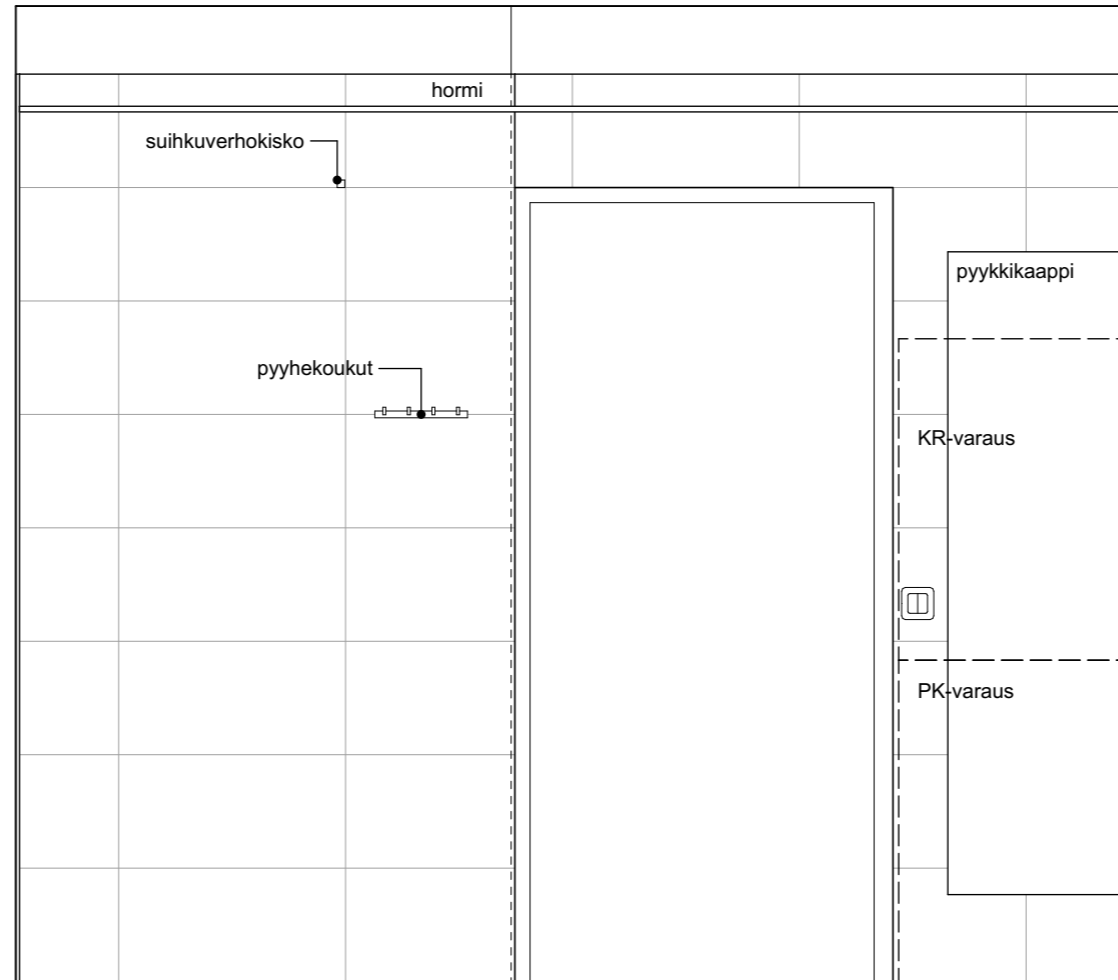 hormi
suihkuverhokisko
pyykkikaappi
pyyhekoukut
KR-varaus
PK-varaus